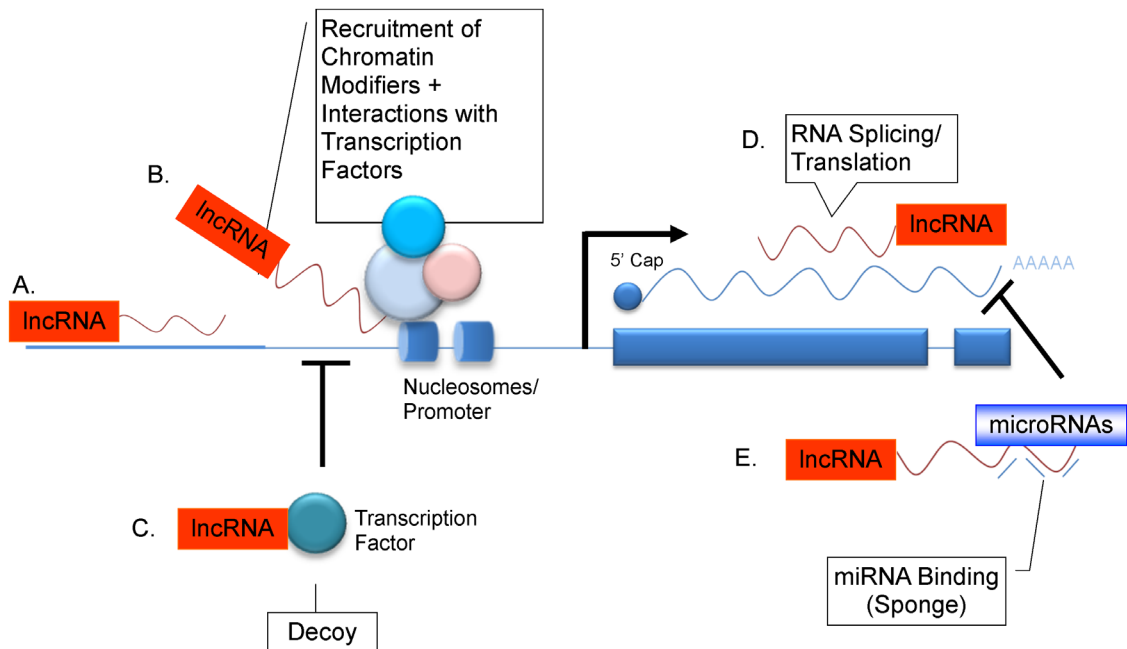 Recruitment of
Chromatin
Modifiers +
Interactions with
Transcription
Factors
B.
lncRNA
A.
lncRNA
Nucleosomes/
Promoter
C.
lncRNA
Transcription
Factor
Decoy
D.
RNA Splicing/
Translation
lncRNA
5’ Cap
AAAAA
microRNAs
E.
lncRNA
miRNA Binding
(Sponge)